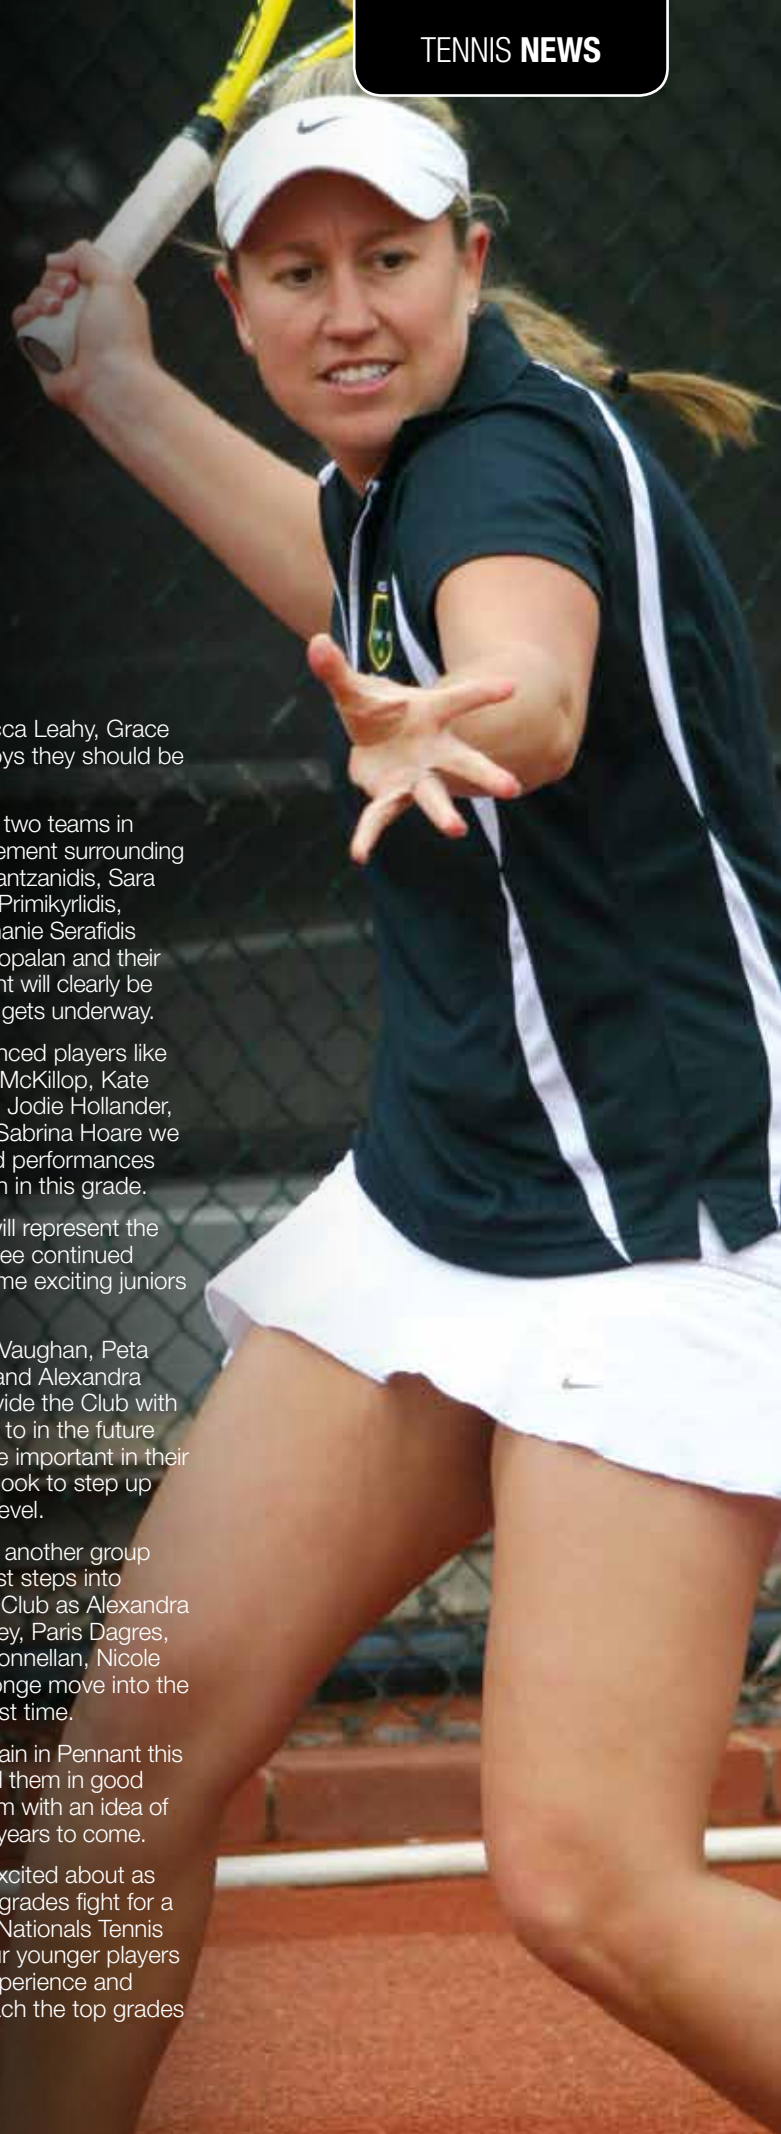 TENNIS NEWS
cca Leahy, Grace
oys they should be
two teams in
ement surrounding
antzanidis, Sara
Primikyrlidis,
anie Serafidis
opalan and their
nt will clearly be
gets underway.
nced players like
McKillop, Kate
Jodie Hollander,
Sabrina Hoare we
d performances
n in this grade.
will represent the
ee continued
me exciting juniors
Vaughan, Peta
and Alexandra
vide the Club with
to in the future
e important in their
look to step up
evel.
another group
st steps into
Club as Alexandra
ey, Paris Dagres,
onnellan, Nicole
onge move into the
st time.
ain in Pennant this
d them in good
m with an idea of
years to come.
xcited about as
grades fight for a
Nationals Tennis
ur younger players
perience and
ach the top grades